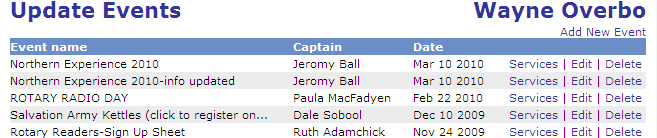 Update Events Wayne Overbo
Add New Event
Event name Captain Date
Northern Experience 2010 Jeromy Ball Mar 10 2010 Services | Edit | Delete
Northern Experience 2010-info updated Jeromy Ball Mar 10 2010 Services | Edit | Delete
ROTARY RADIO DAY Paula MacFadyen Feb 22 2010 Services | Edit | Delete
Salvation Army Kettles (click to register on... Dale Sobool Dec 10 2009 Services | Edit | Delete
Rotary Readers-Sign Up Sheet Ruth Adamchick Nov 24 2009 Services | Edit | Delete